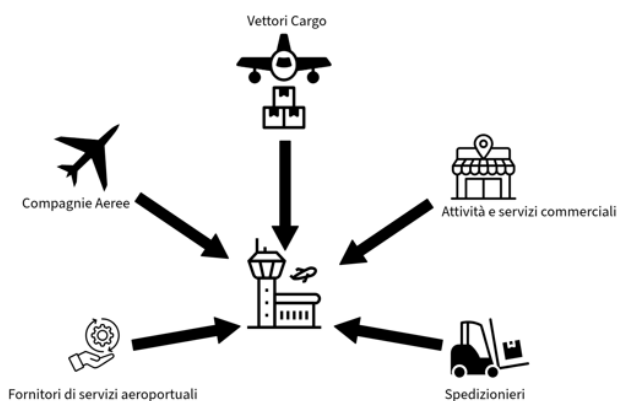 Vettori Cargo
Compagnie Aeree
Attività e servizi commerciali
Fornitori di servizi aeroportuali
Spedizionieri